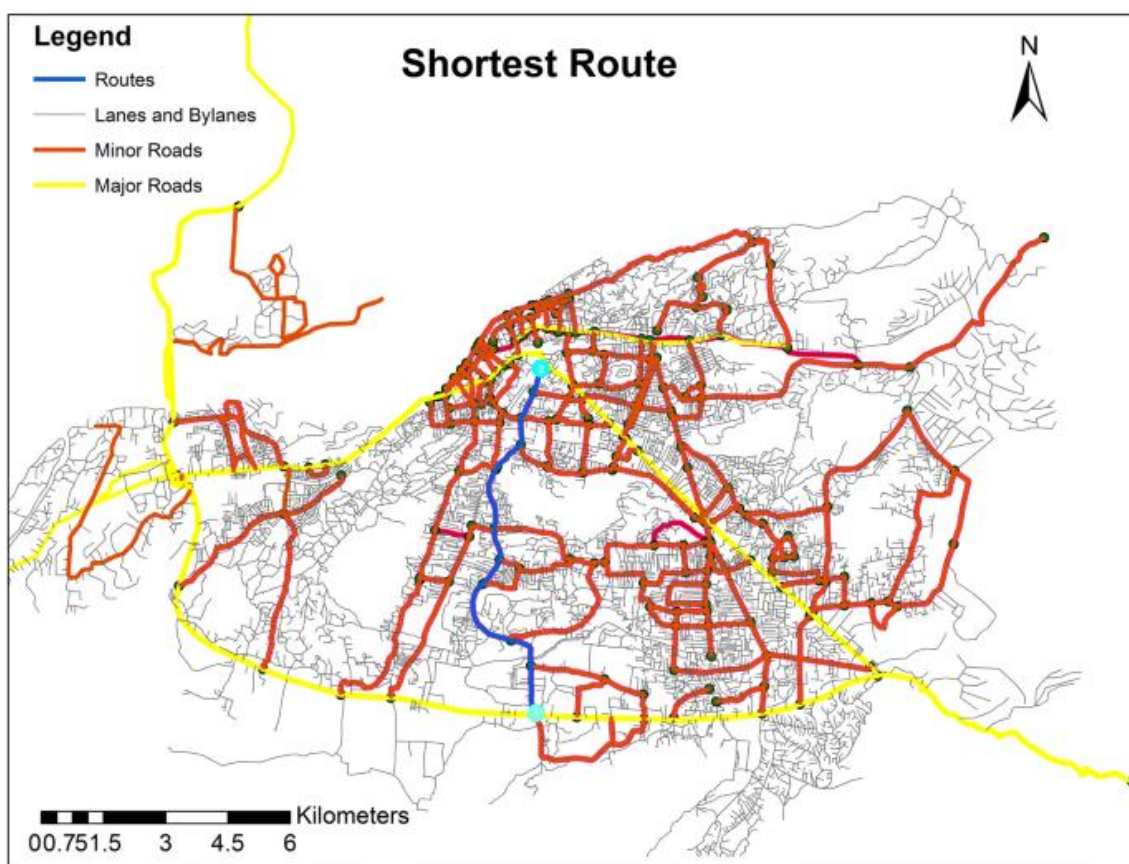 Legend
Shortest Route
N
Routes
Lanes and Bylanes
Minor Roads
Major Roads
Kilometers
00.751.5 3 4.5 6